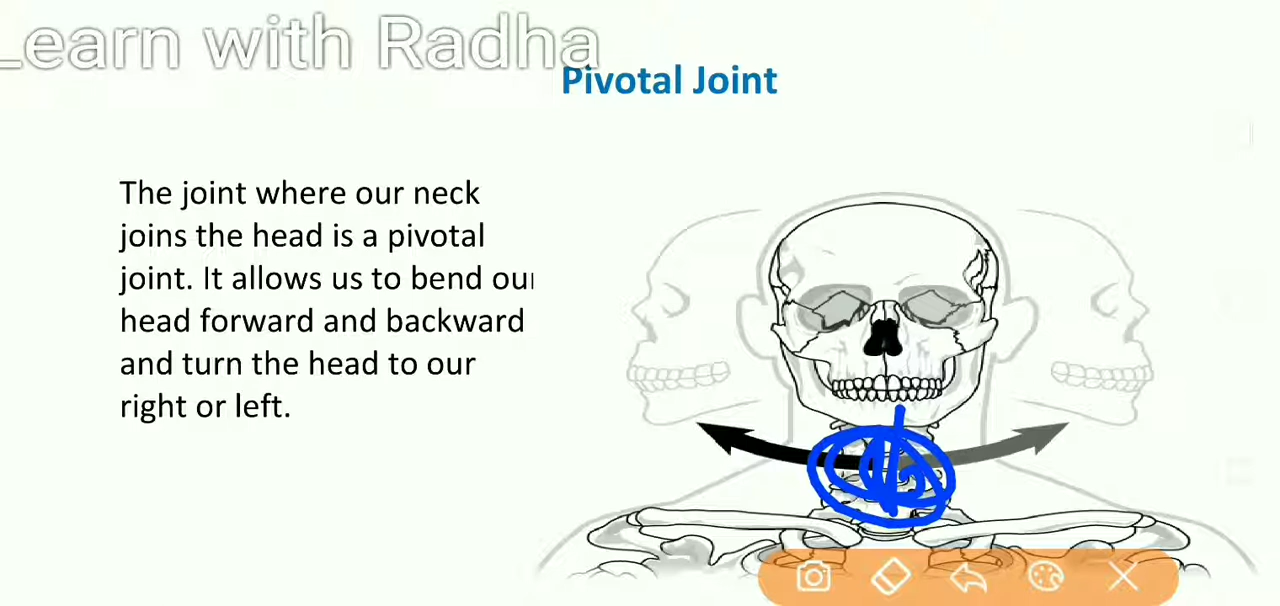 Learn with Radha
Pivotal Joint
The joint where our neck
joins the head is a pivotal
joint. It allows us to bend our
head forward and backward
and turn the head to our
right or left.